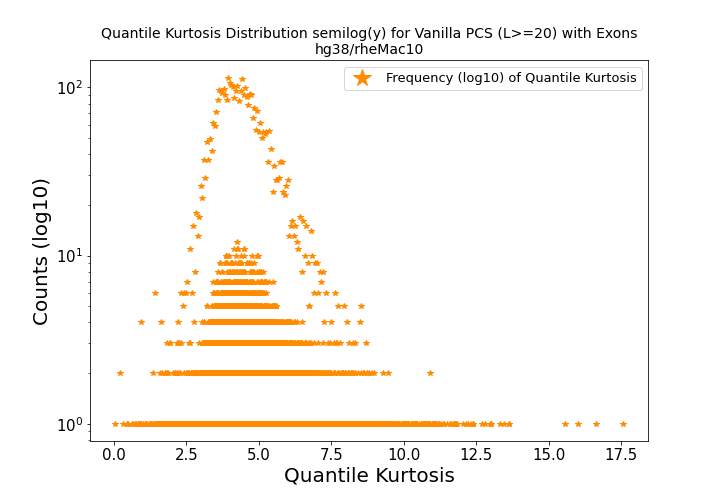 Quantile Kurtosis Distribution semilog(y) for Vanilla PCS (L>=20) with Exons
hg38/rheMac10
Frequency (log10) of Quantile Kurtosis
Counts (log10)
10²
10¹
10⁰
0.0 2.5 5.0 7.5 10.0 12.5 15.0 17.5
Quantile Kurtosis